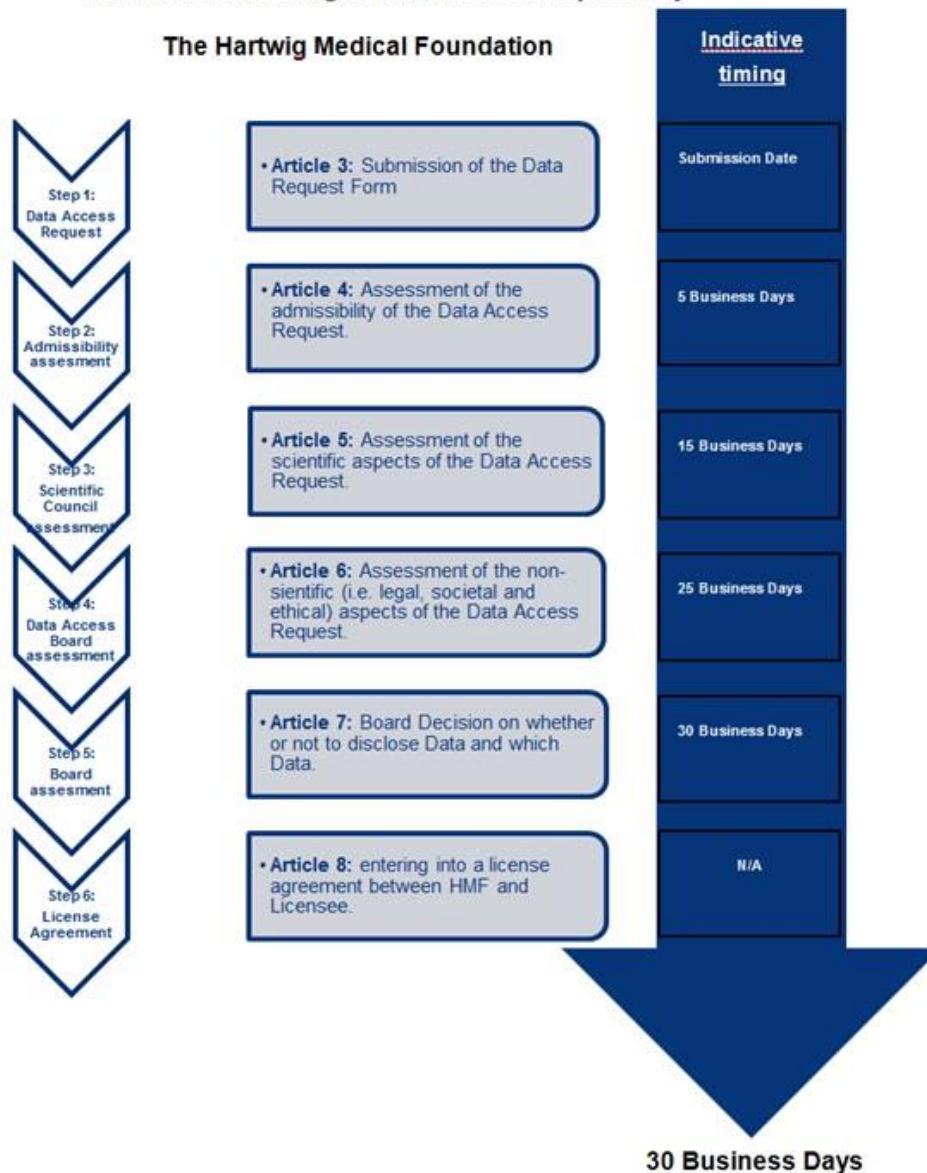 The Hartwig Medical Foundation
Indicative
timing
Step 1:
Data Access
Request
• Article 3: Submission of the Data
Request Form
Submission Date
Step 2:
Admissibility
assesment
• Article 4: Assessment of the
admissibility of the Data Access
Request.
5 Business Days
Step 3:
Scientific
Council
assessment
• Article 5: Assessment of the
scientific aspects of the Data Access
Request.
15 Business Days
Step 4:
Data Access
Board
assessment
• Article 6: Assessment of the non-
sientific (i.e. legal, societal and
ethical) aspects of the Data Access
Request.
25 Business Days
Step 5:
Board
assesment
• Article 7: Board Decision on whether
or not to disclose Data and which
Data.
30 Business Days
Step 6:
License
Agreement
• Article 8: entering into a license
agreement between HMF and
Licensee.
N/A
30 Business Days